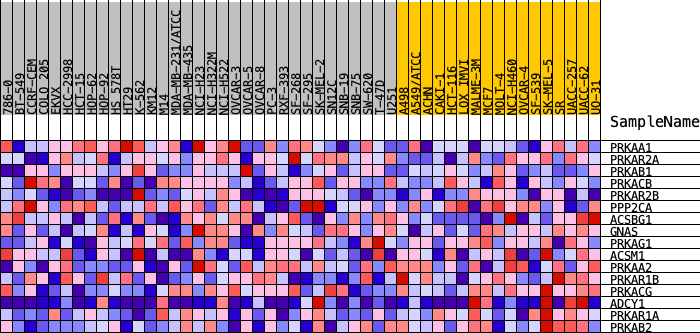 786-0
BT-549
CCRF-CEM
COLO 205
EKVX
HCC-2998
HCT-15
HOP-62
HOP-92
HS 578T
HT29
K-562
KM12
M14
MDA-MB-231/ATCC
MDA-MB-435
NCI-H23
NCI-H322M
NCI-H522
OVCAR-3
OVCAR-5
OVCAR-8
PC-3
RXF-393
SF-268
SF-295
SK-MEL-2
SN12C
SNB-19
SNB-75
SW-620
T-47D
U251
A498
A549/ATCC
ACHN
CAKI-1
HCT-116
LOX IMVI
MALME-3M
MCF7
MOLT-4
NCI-H460
OVCAR-4
SF-539
SK-MEL-5
SR
UACC-257
UACC-62
UO-31
SampleName
PRKAA1
PRKAR2A
PRKAB1
PRKACB
PRKAR2B
PPP2CA
ACSBG1
GNAS
PRKAG1
ACSM1
PRKAA2
PRKAR1B
PRKACG
ADCY1
PRKAR1A
PRKAB2